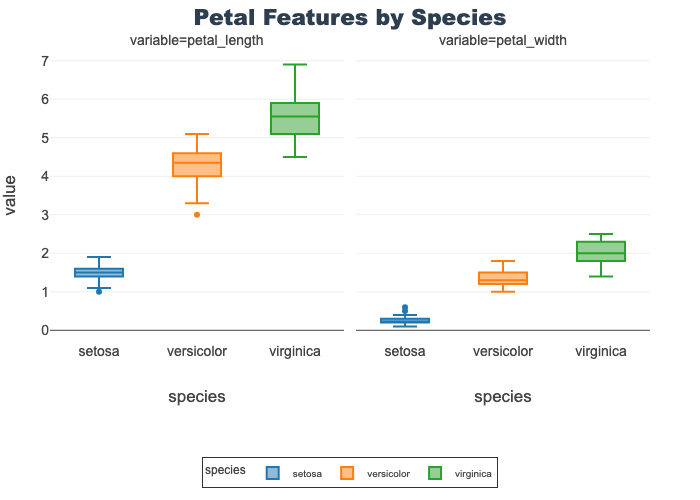 Petal Features by Species
variable=petal_length
variable=petal_width
value
7
6
5
4
3
2
1
0
setosa versicolor virginica
setosa versicolor virginica
species
species
species setosa versicolor virginica